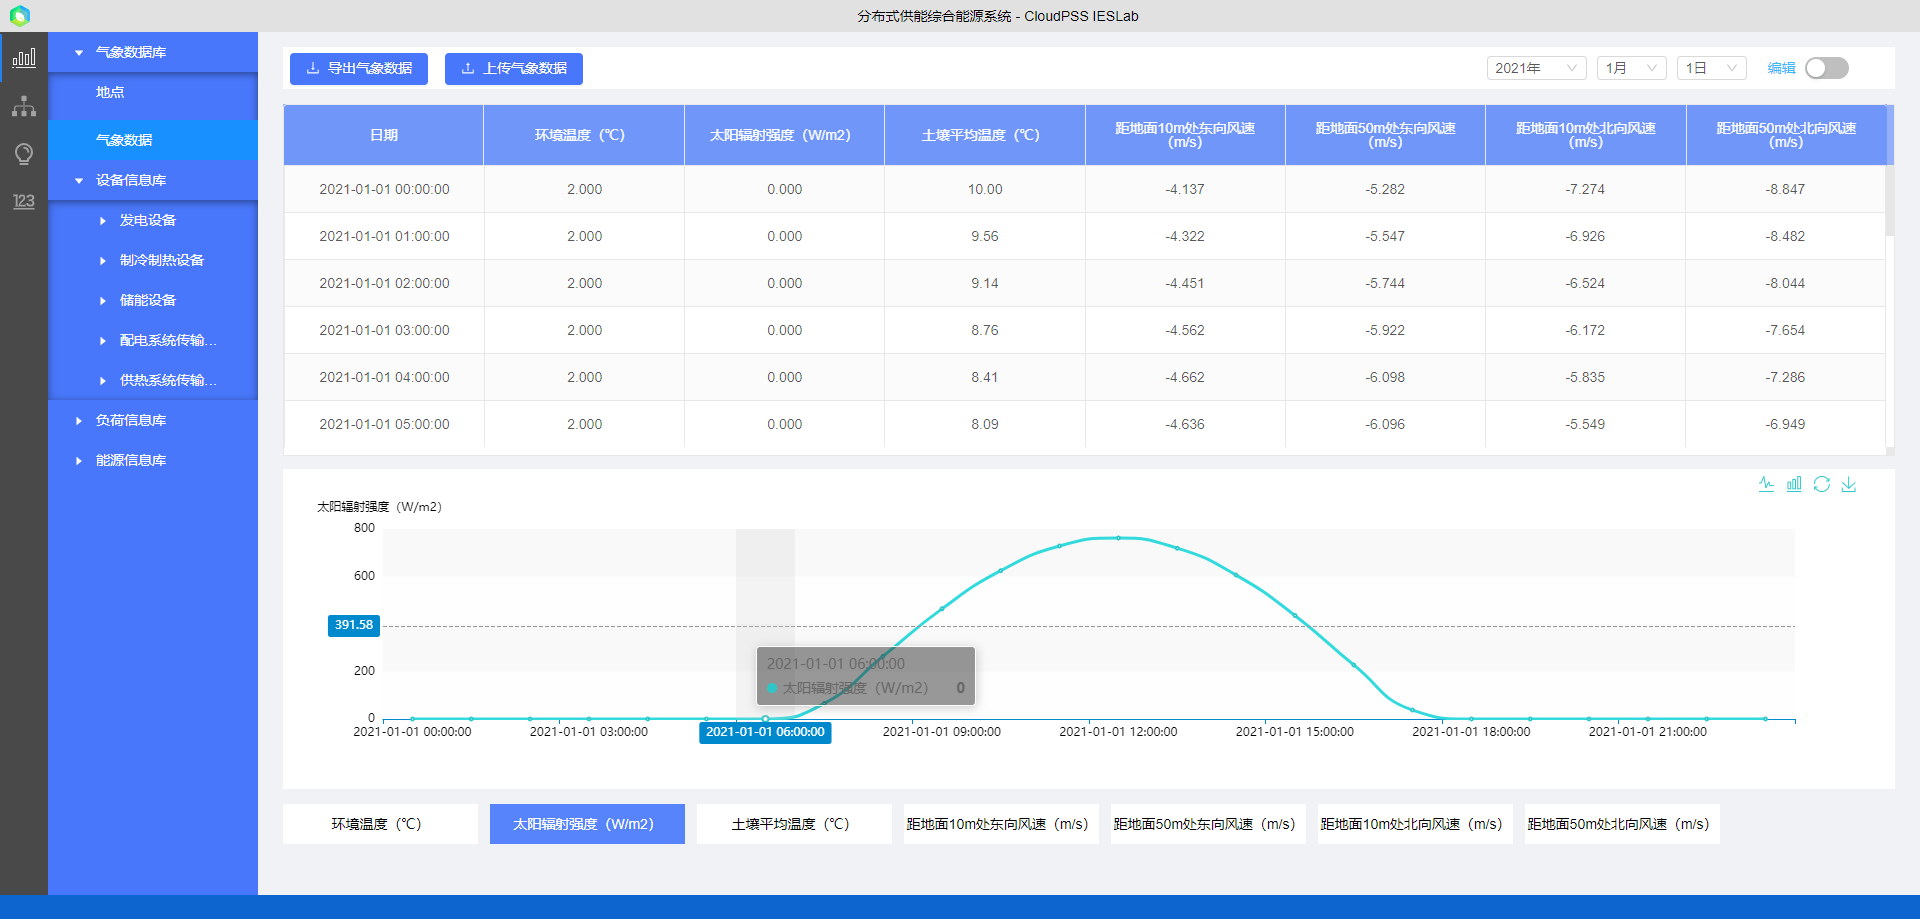 分布式供能综合能源系统 - CloudPSS IESLab
气象数据库
地点
气象数据
设备信息库
发电设备
制冷制热设备
储能设备
配电系统传输...
供热系统传输...
负荷信息库
能源信息库
123
导出气象数据 上传气象数据 2021年 1月 1日 编辑
日期 环境温度（℃） 太阳辐射强度（W/m2） 土壤平均温度（℃） 距地面10m处东向风速（m/s） 距地面50m处东向风速（m/s） 距地面10m处北向风速（m/s） 距地面50m处北向风速（m/s）
2021-01-01 00:00:00 2.000 0.000 10.00 -4.137 -5.282 -7.274 -8.847
2021-01-01 01:00:00 2.000 0.000 9.56 -4.322 -5.547 -6.926 -8.482
2021-01-01 02:00:00 2.000 0.000 9.14 -4.451 -5.744 -6.524 -8.044
2021-01-01 03:00:00 2.000 0.000 8.76 -4.562 -5.922 -6.172 -7.654
2021-01-01 04:00:00 2.000 0.000 8.41 -4.662 -6.098 -5.835 -7.286
2021-01-01 05:00:00 2.000 0.000 8.09 -4.636 -6.096 -5.549 -6.949
太阳辐射强度（W/m2）
800
600
391.58
200
0
2021-01-01 06:00:00
太阳辐射强度（W/m2） 0
2021-01-01 00:00:00 2021-01-01 03:00:00 2021-01-01 06:00:00 2021-01-01 09:00:00 2021-01-01 12:00:00 2021-01-01 15:00:00 2021-01-01 18:00:00 2021-01-01 21:00:00
环境温度（℃） 太阳辐射强度（W/m2） 土壤平均温度（℃） 距地面10m处东向风速（m/s） 距地面50m处东向风速（m/s） 距地面10m处北向风速（m/s） 距地面50m处北向风速（m/s）